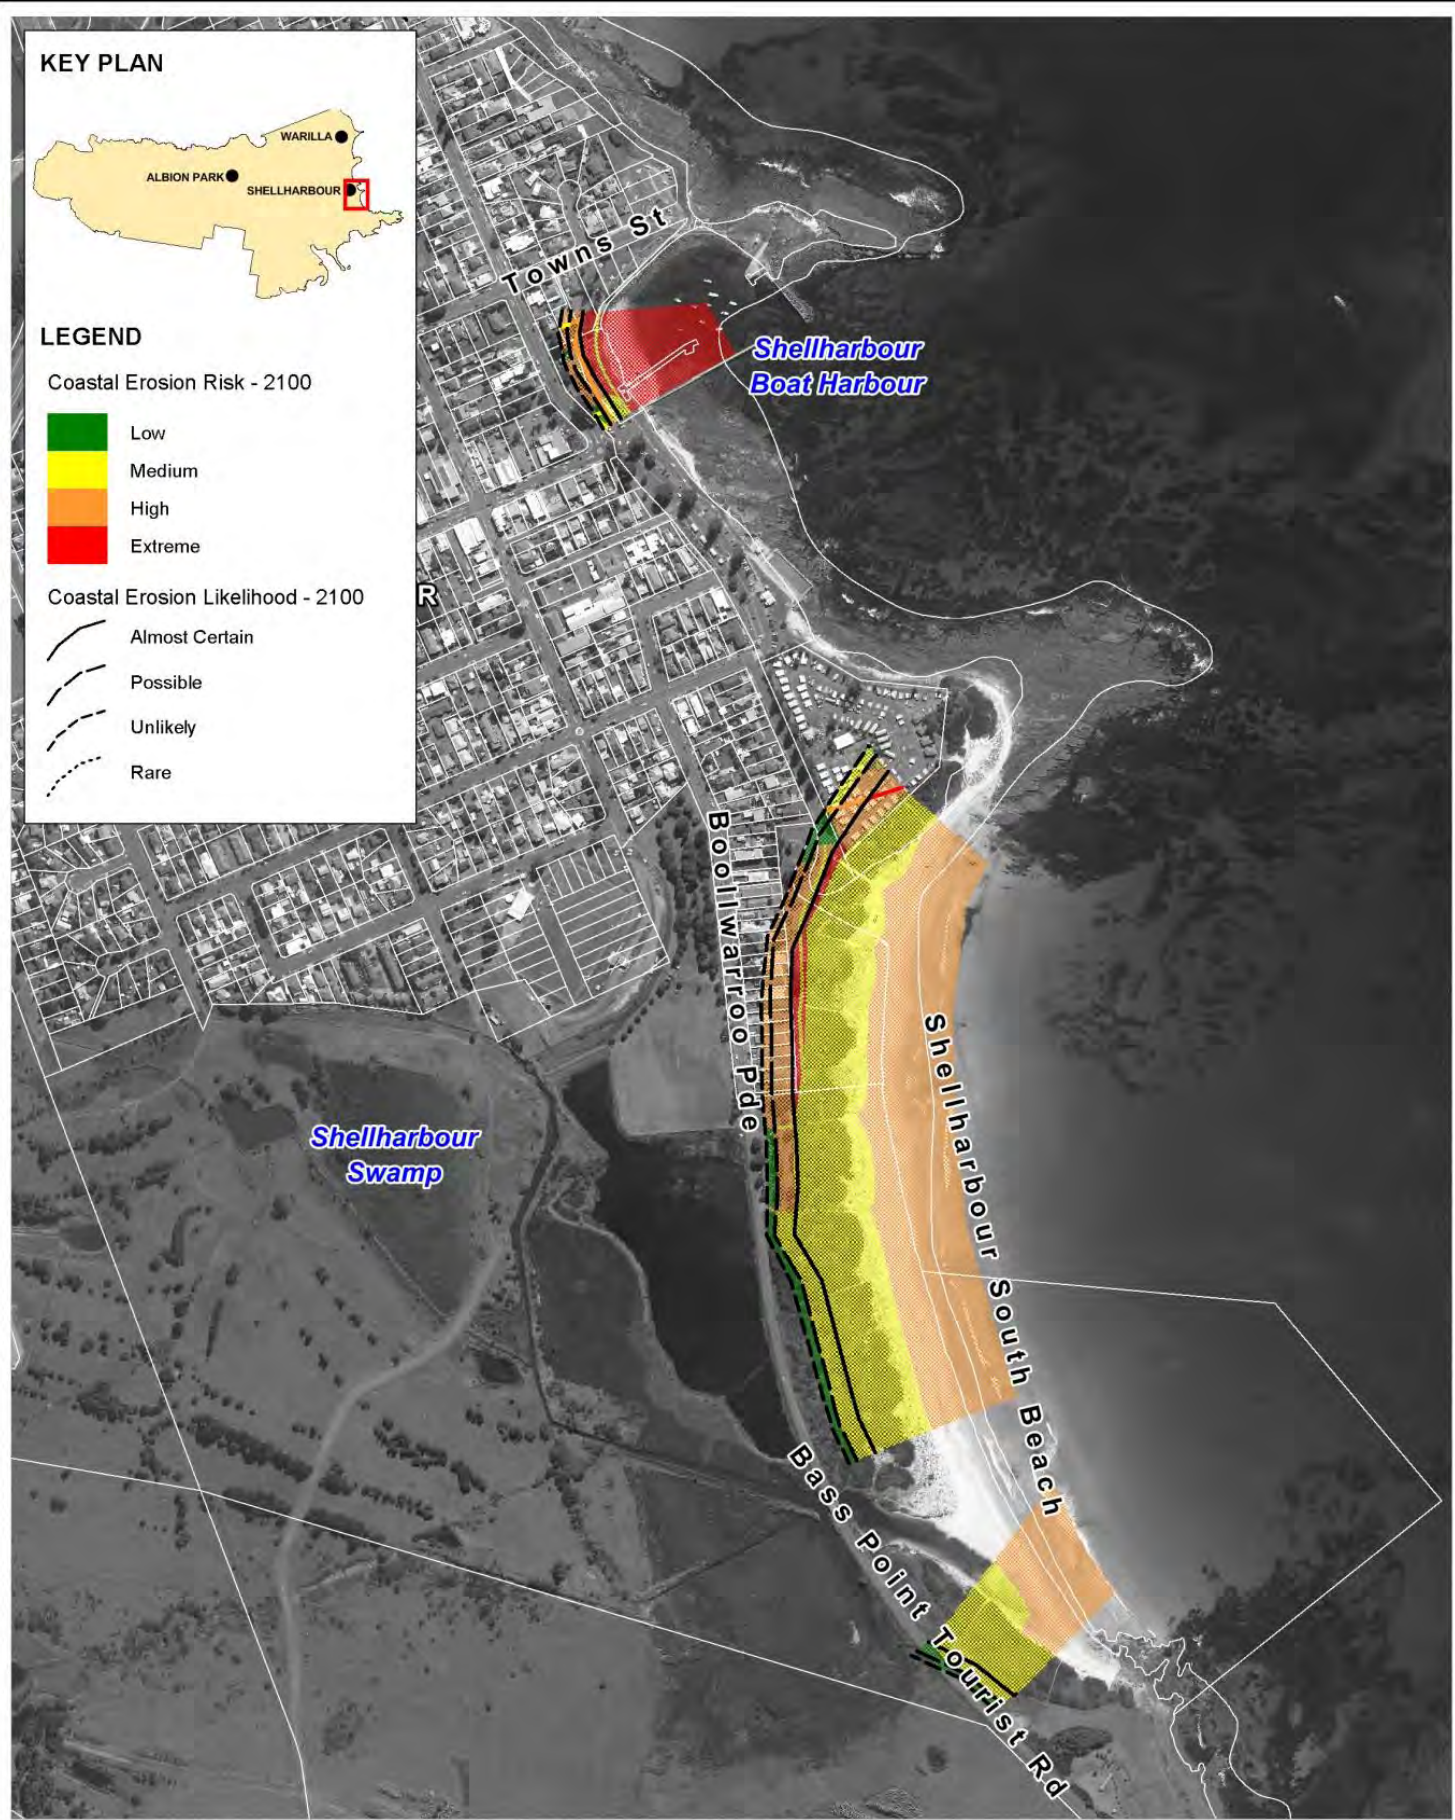 KEY PLAN
WARILLA
ALBION PARK
SHELLHARBOUR
LEGEND
Coastal Erosion Risk - 2100
Low
Medium
High
Extreme
Coastal Erosion Likelihood - 2100
Almost Certain
Possible
Unlikely
Rare
R
Towns St
Shellharbour
Boat Harbour
Boollwarroo Pde
Shellharbour South Beach
Shellharbour
Swamp
Bass Point Tourist Rd